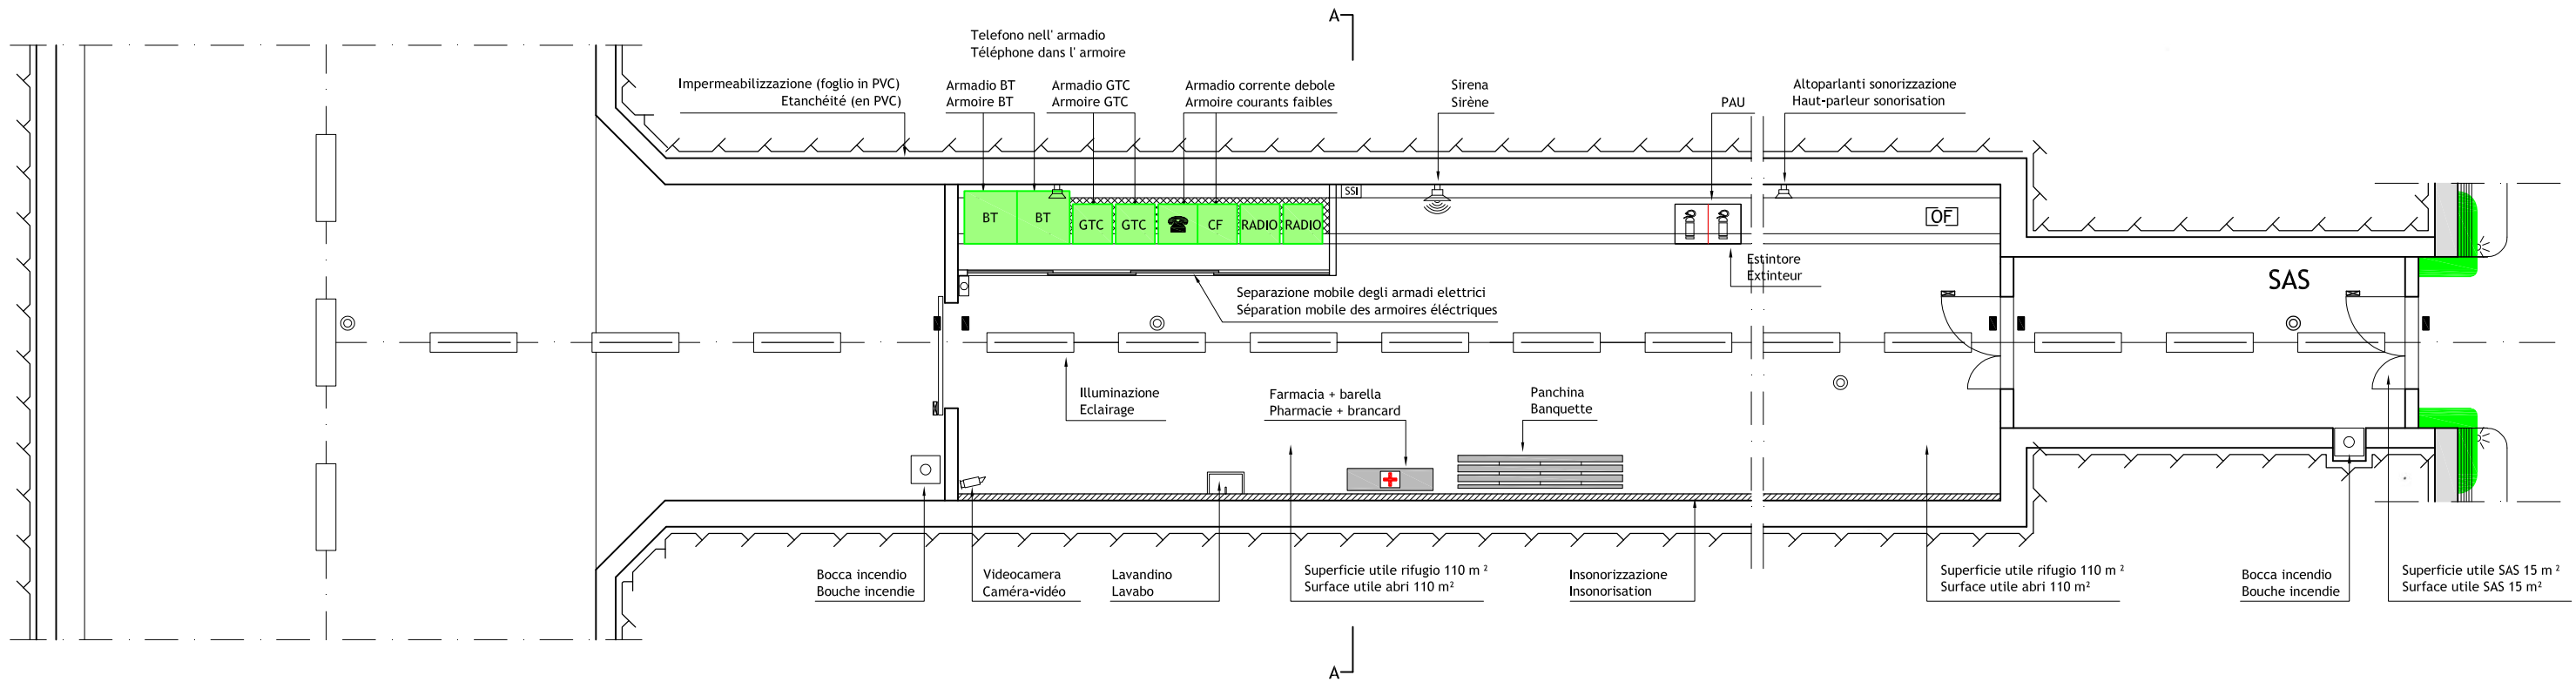 A
Telefono nell' armadio
Téléphone dans l' armoire
Impermeabilizzazione (foglio in PVC)
Etanchéité (en PVC)
Armadio BT
Armoire BT
Armadio GTC
Armoire GTC
Armadio corrente debole
Armoire courants faibles
Sirena
Sirène
PAU
Altoparlanti sonorizzazione
Haut-parleur sonorisation
BT
BT
GTC
GTC
CF
RADIO
RADIO
SSI
OF
Estintore
Extinteur
SAS
Separazione mobile degli armadi elettrici
Séparation mobile des armoires éléctriques
Illuminazione
Eclairage
Farmacia + barella
Pharmacie + brancard
Panchina
Banquette
Bocca incendio
Bouche incendie
Videocamera
Caméra-vidéo
Lavandino
Lavabo
Superficie utile rifugio 110 m ²
Surface utile abri 110 m²
Insonorizzazione
Insonorisation
Superficie utile rifugio 110 m ²
Surface utile abri 110 m²
Bocca incendio
Bouche incendie
Superficie utile SAS 15 m ²
Surface utile SAS 15 m²
A